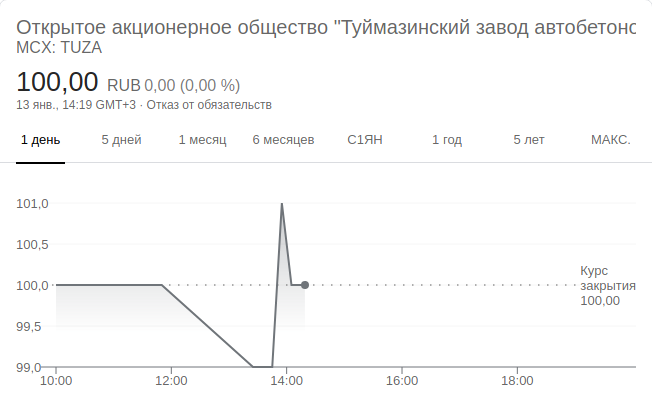 Открытое акционерное общество "Туймазинский завод автобетоно
MCX: TUZA
100,00 RUB 0,00 (0,00 %)
13 янв., 14:19 GMT+3 · Отказ от обязательств
1 день 5 дней 1 месяц 6 месяцев С1ЯН 1 год 5 лет МАКС.
101,0
100,5
100,0
99,5
99,0
Курс
закрытия
100,00
10:00 12:00 14:00 16:00 18:00